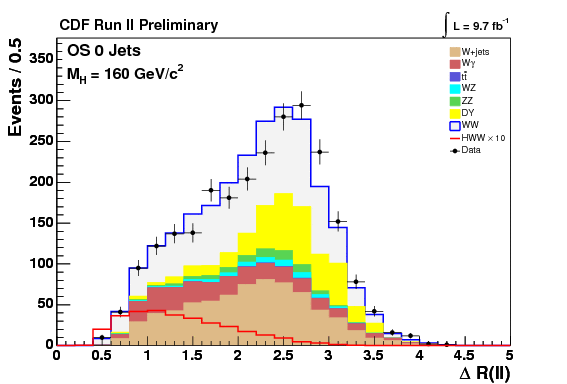 CDF Run II Preliminary
∫ L = 9.7 fb⁻¹
OS 0 Jets
M_H = 160 GeV/c²
Events / 0.5
W+jets
Wγ
tt̄
WZ
ZZ
DY
WW
HWW × 10
Data
350
300
250
200
150
100
50
0
0 0.5 1 1.5 2 2.5 3 3.5 4 4.5 5
Δ R(ll)